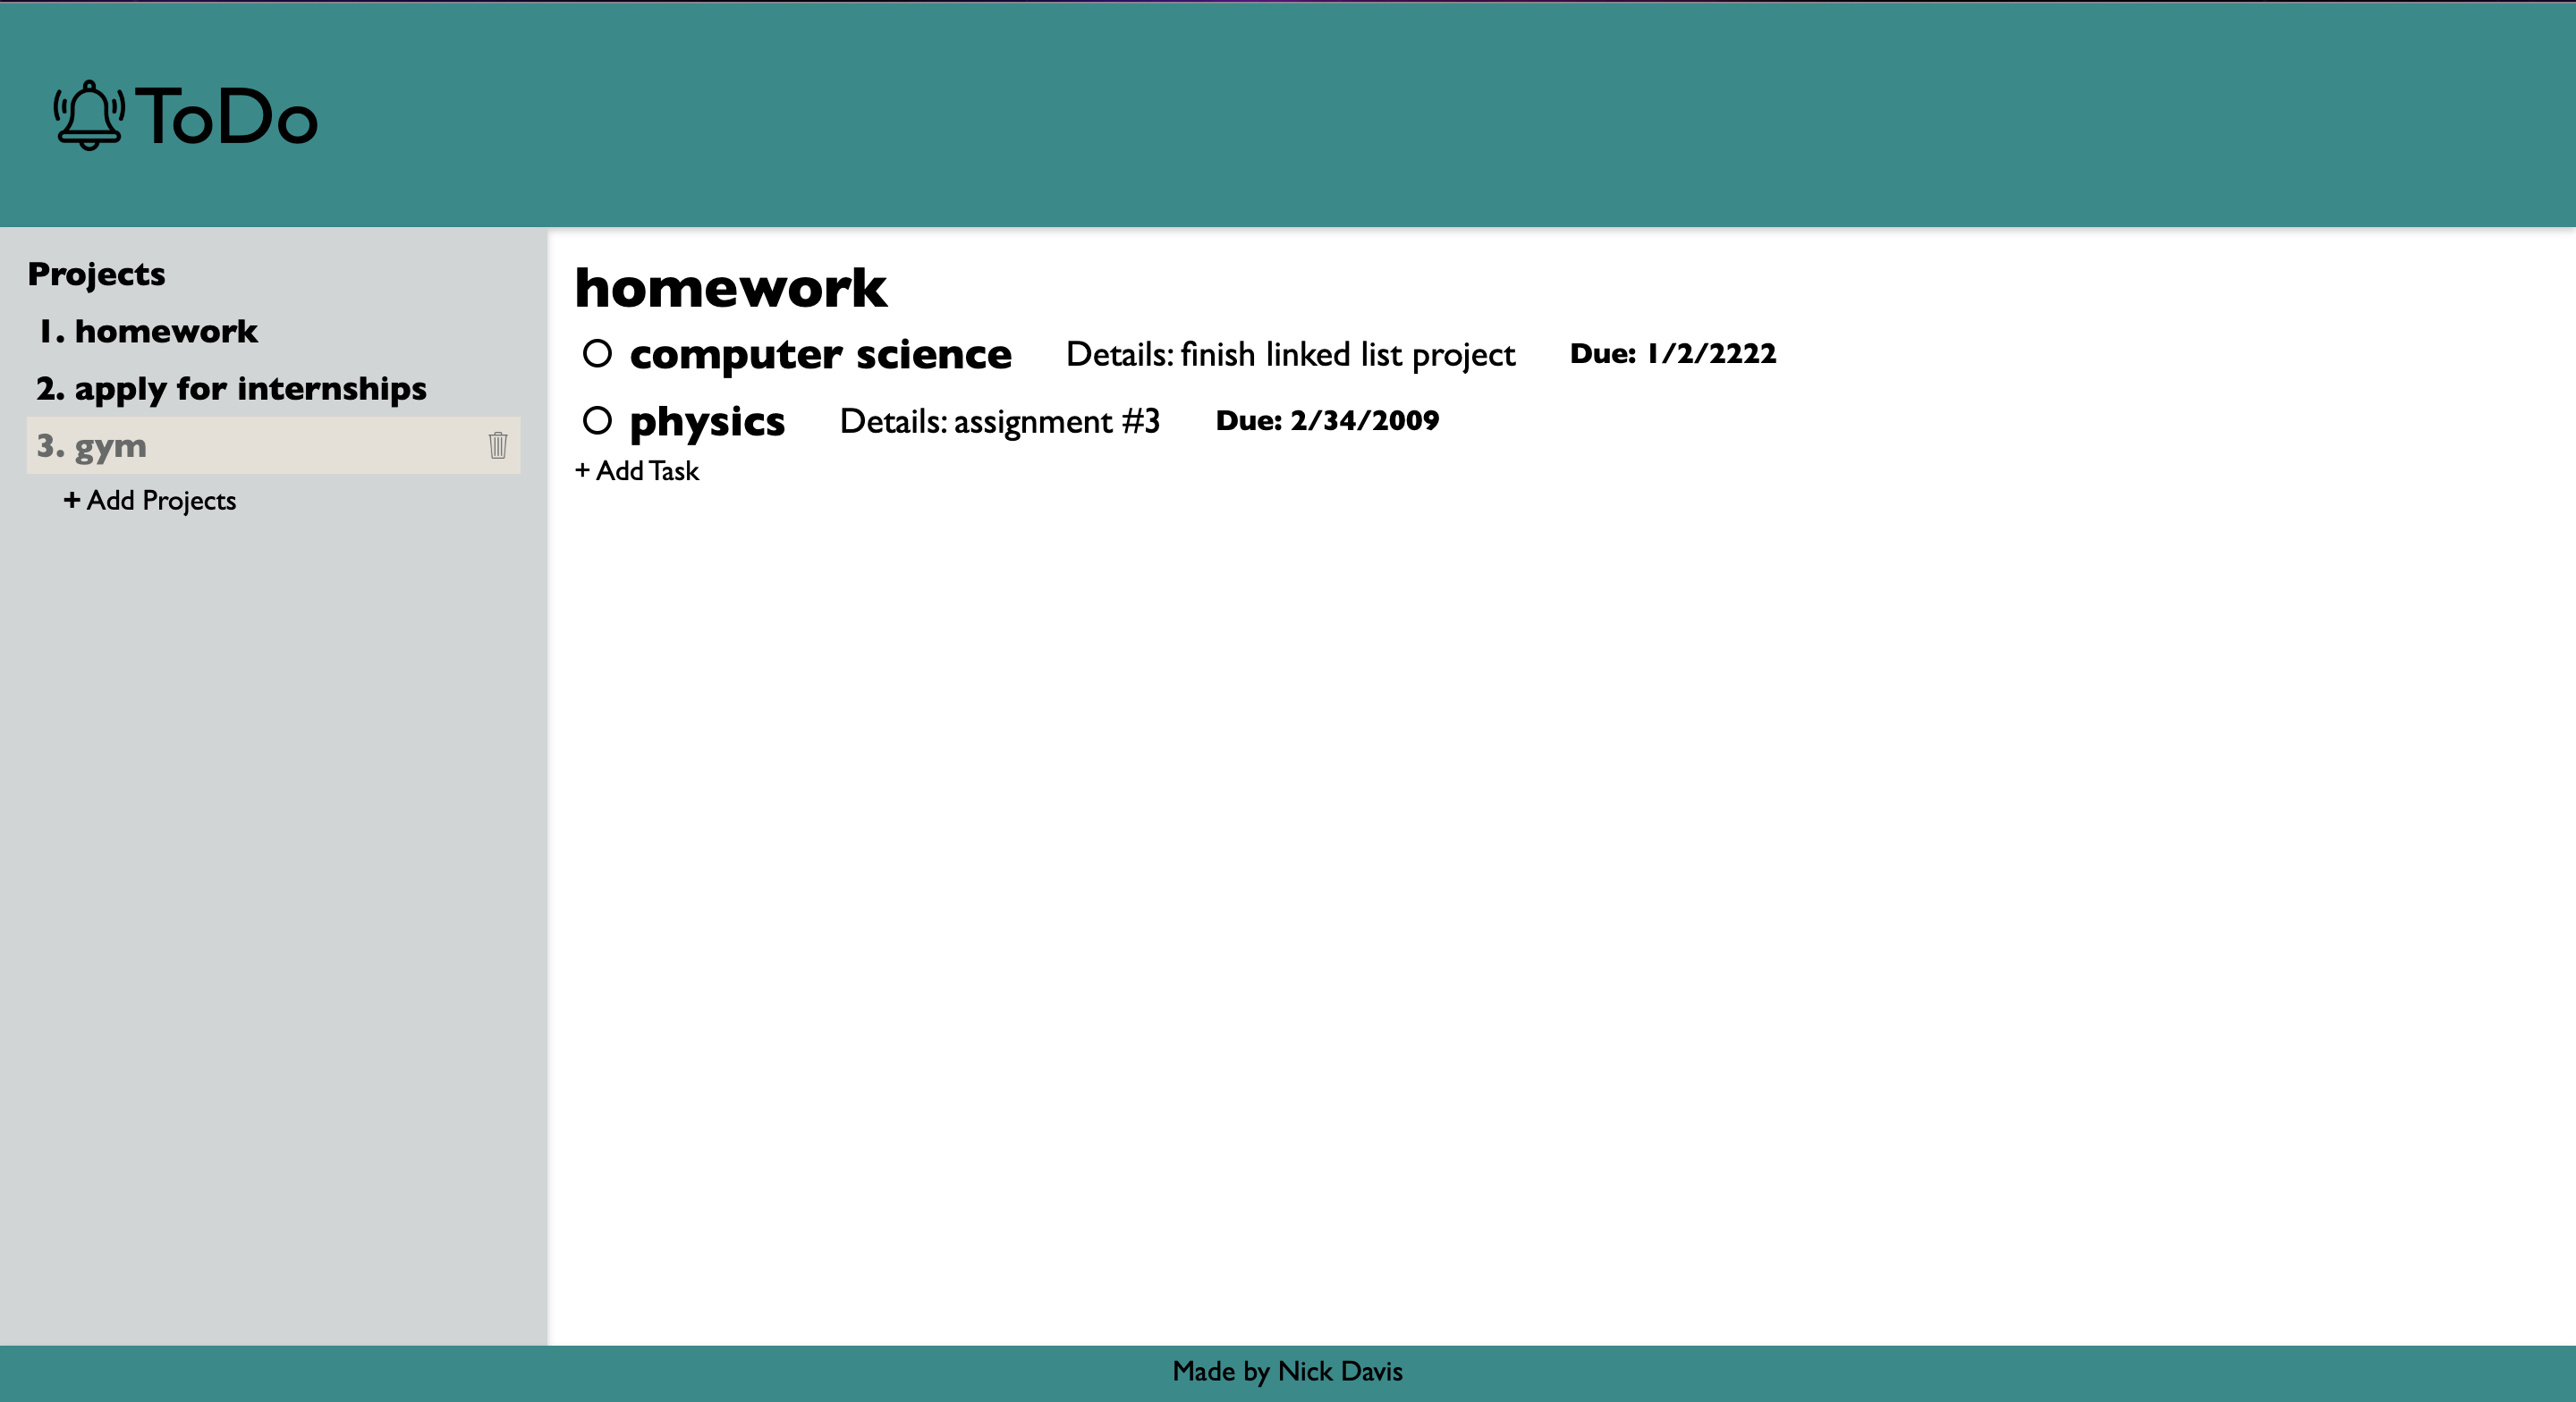 ToDo
Projects
1. homework
2. apply for internships
3. gym
+ Add Projects
homework
computer science Details: finish linked list project Due: 1/2/2222
physics Details: assignment #3 Due: 2/34/2009
+ Add Task
Made by Nick Davis